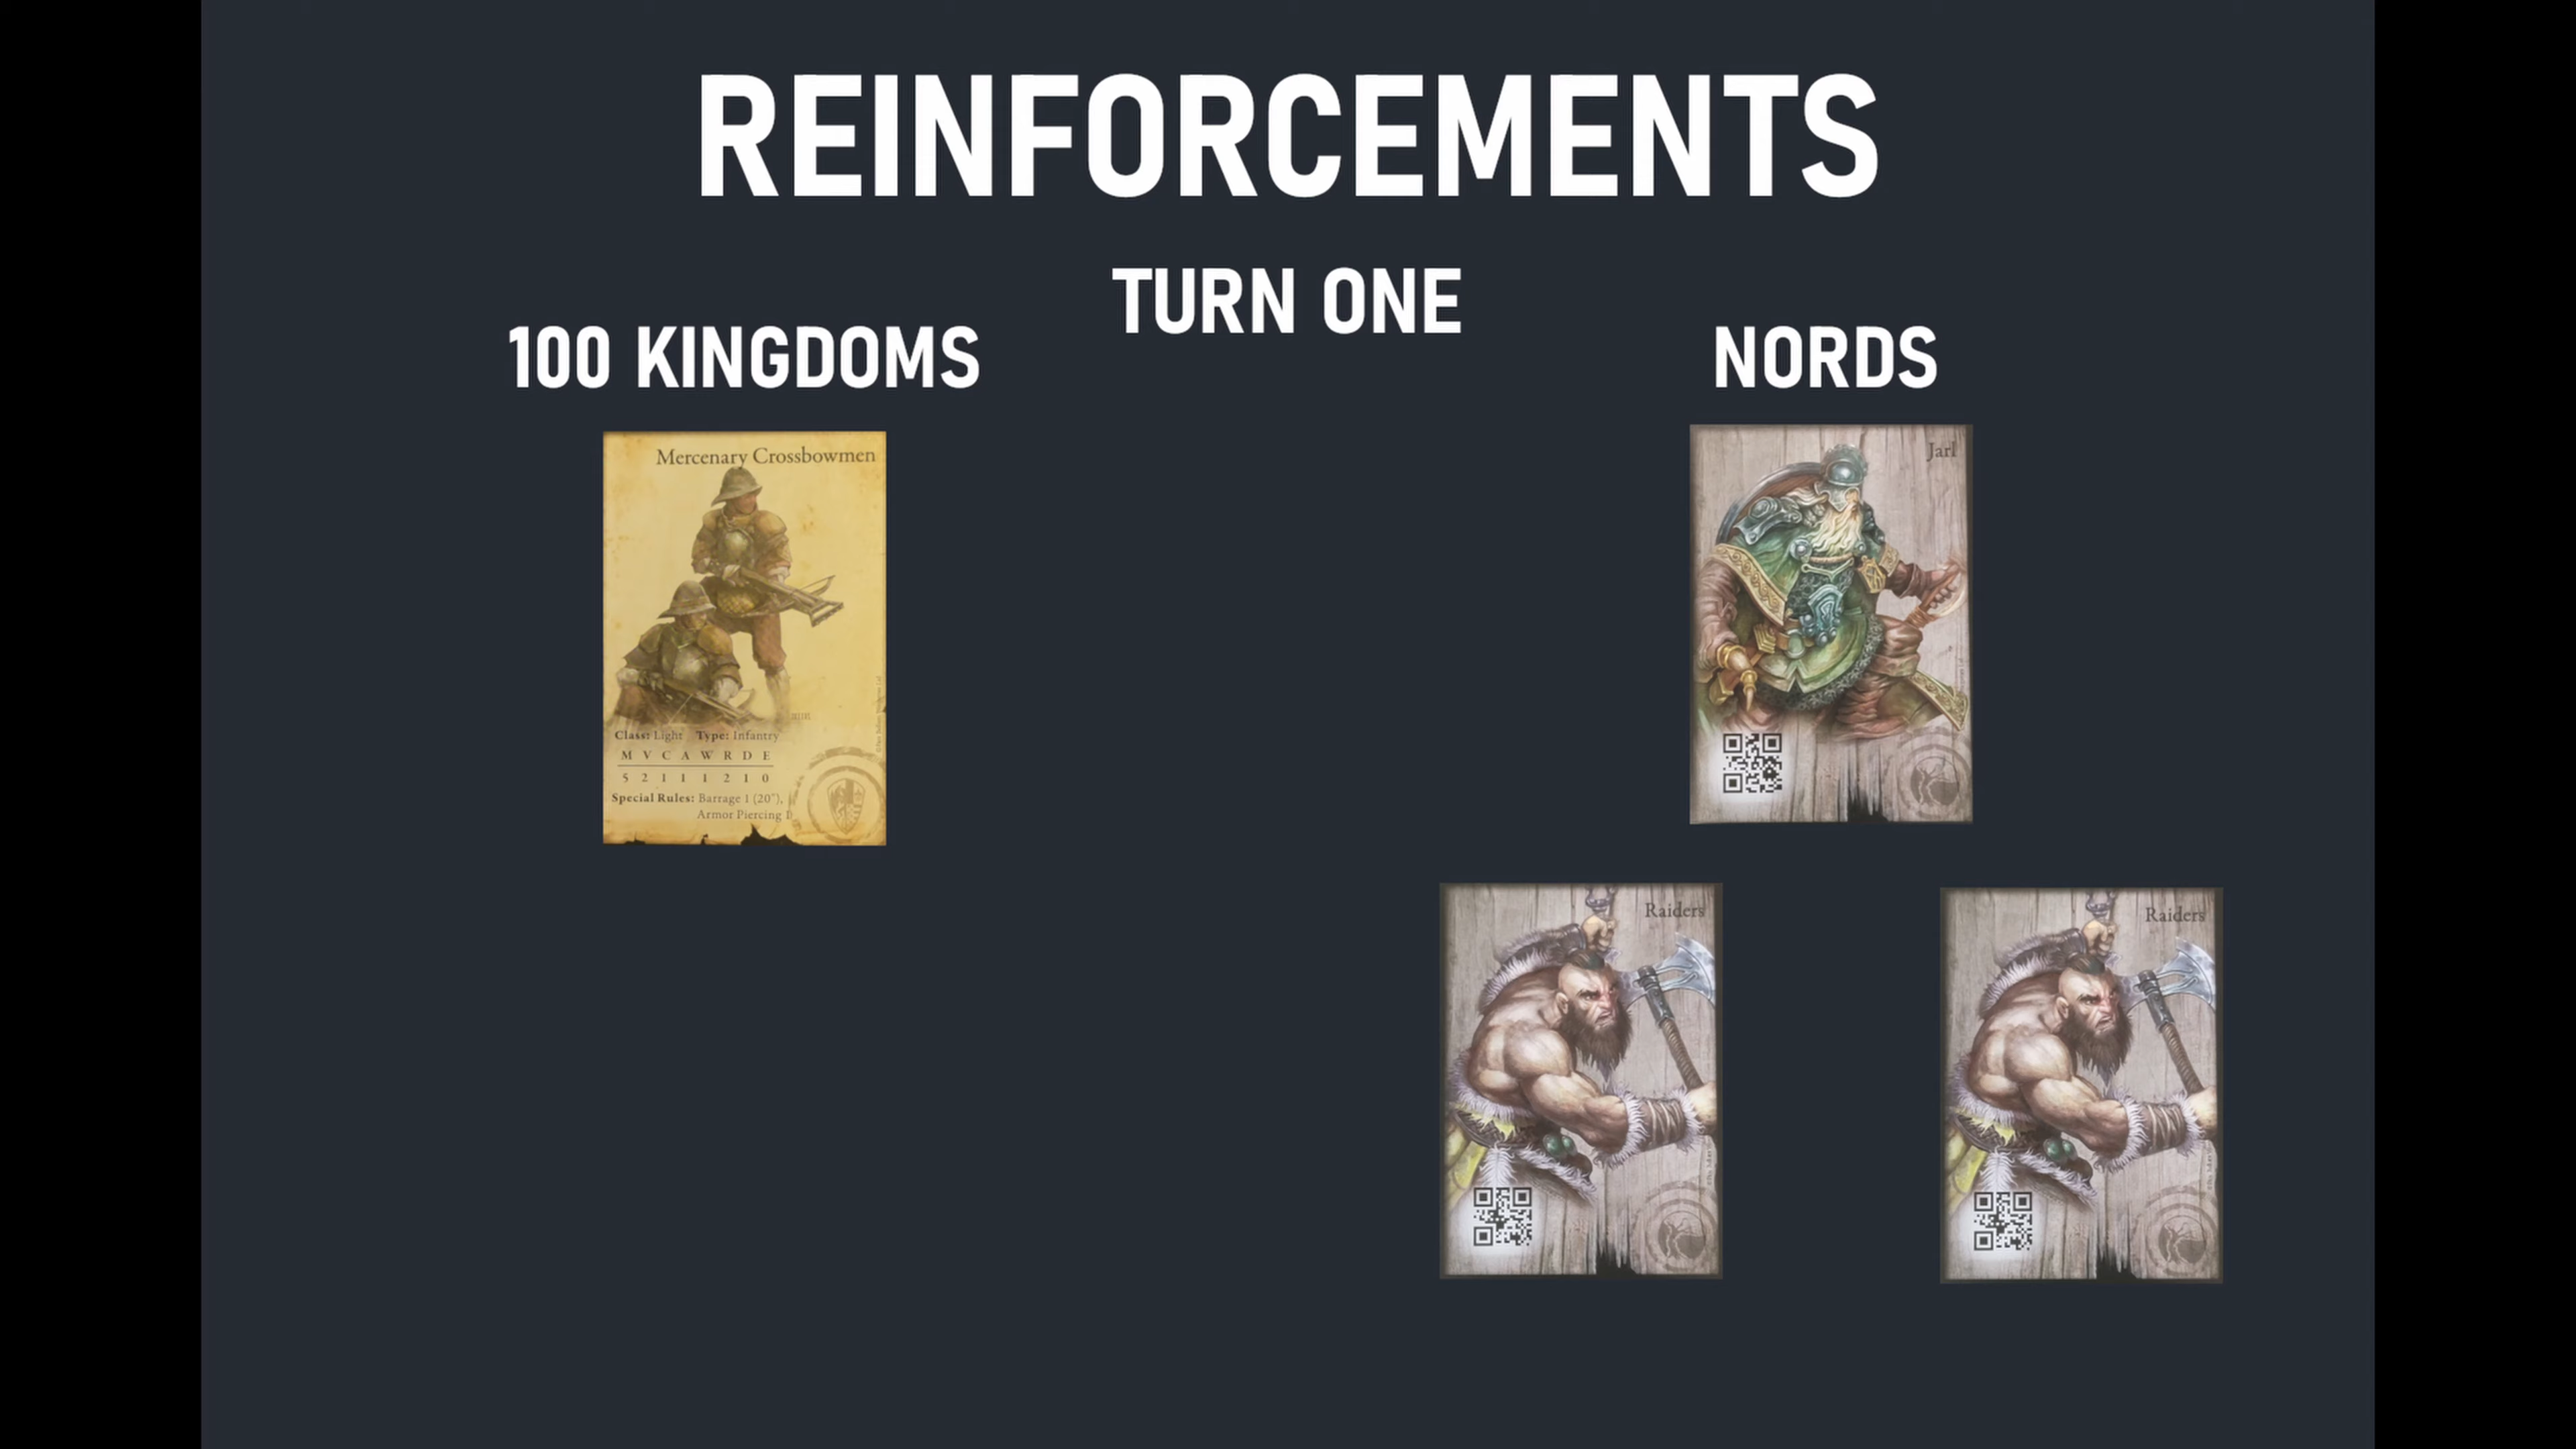 REINFORCEMENTS
TURN ONE
100 KINGDOMS
NORDS
Mercenary Crossbowmen
Class: Light Type: Infantry
M V C A W R D E
5 2 1 1 1 2 1 0
Special Rules: Barrage 1 (20"),
Armor Piercing 1
Jarl
Raiders
Raiders